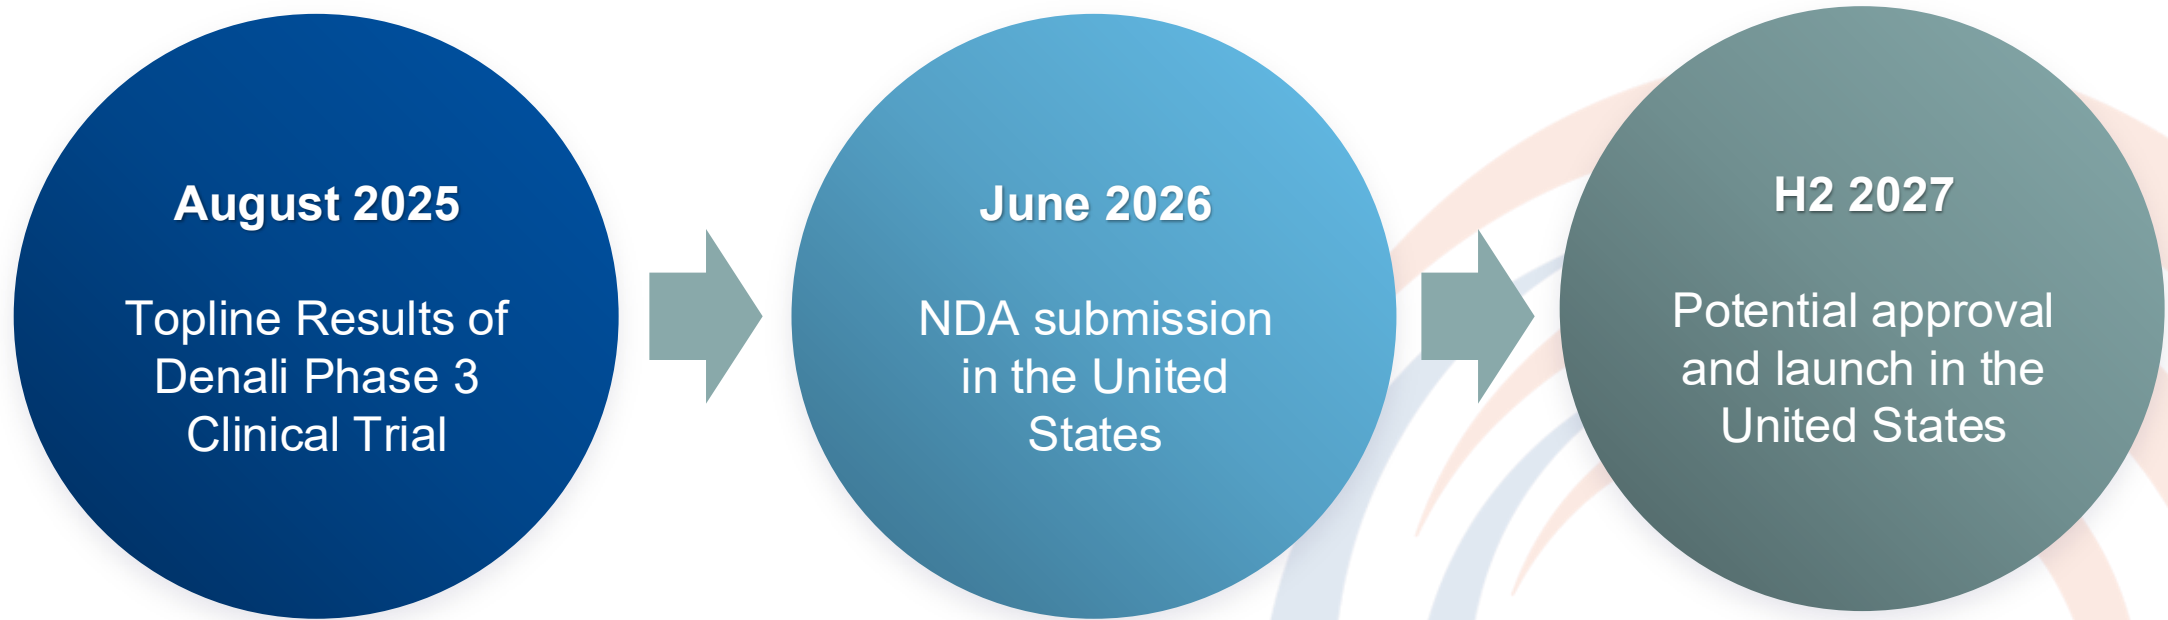 August 2025
Topline Results of
Denali Phase 3
Clinical Trial
June 2026
NDA submission
in the United
States
H2 2027
Potential approval
and launch in the
United States